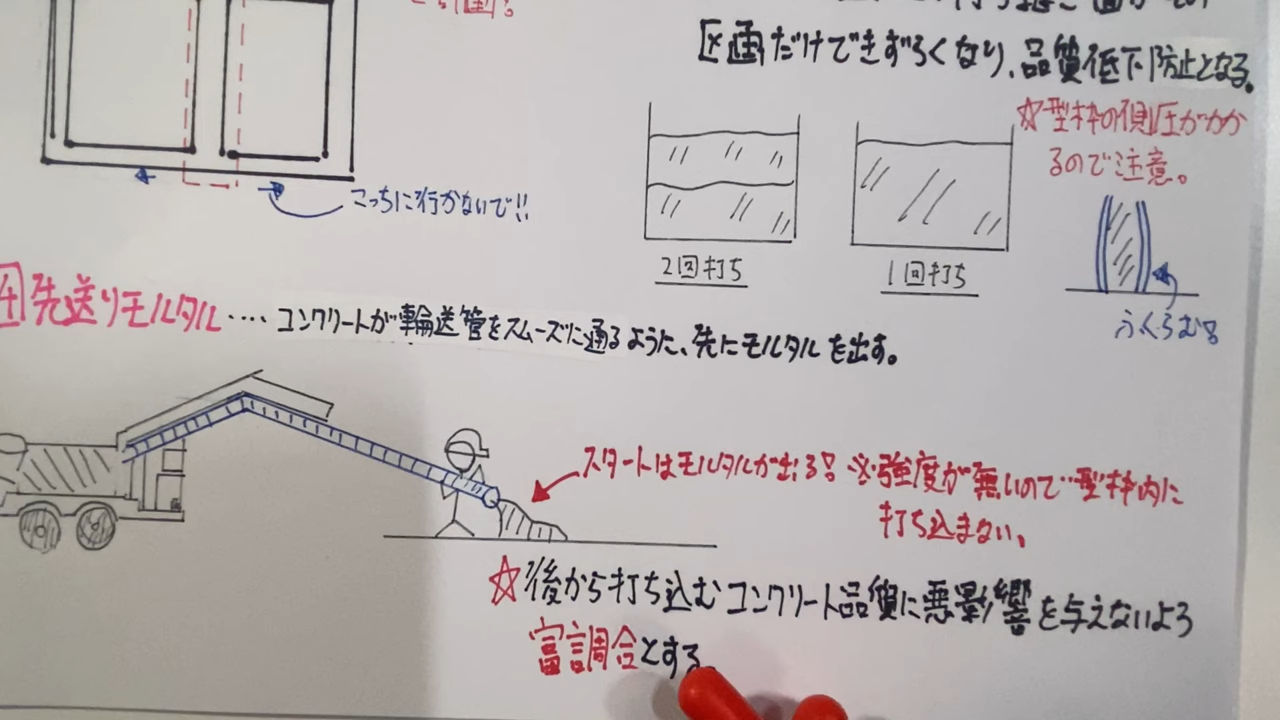 区画だけできずらくなり、品質低下防止となる。
☆型枠の側圧がかか
るので注意。
こっちに行かないで!!
2回打ち
1回打ち
ふくらむ!
先送りモルタル‥‥コンクリートが輸送管をスムーズに通るように、先にモルタルを出す。
スタートはモルタルが出る! ※強度が無いので型枠内に
打ち込まない。
☆後から打ち込むコンクリート品質に悪影響を与えないよう
富調合とする。